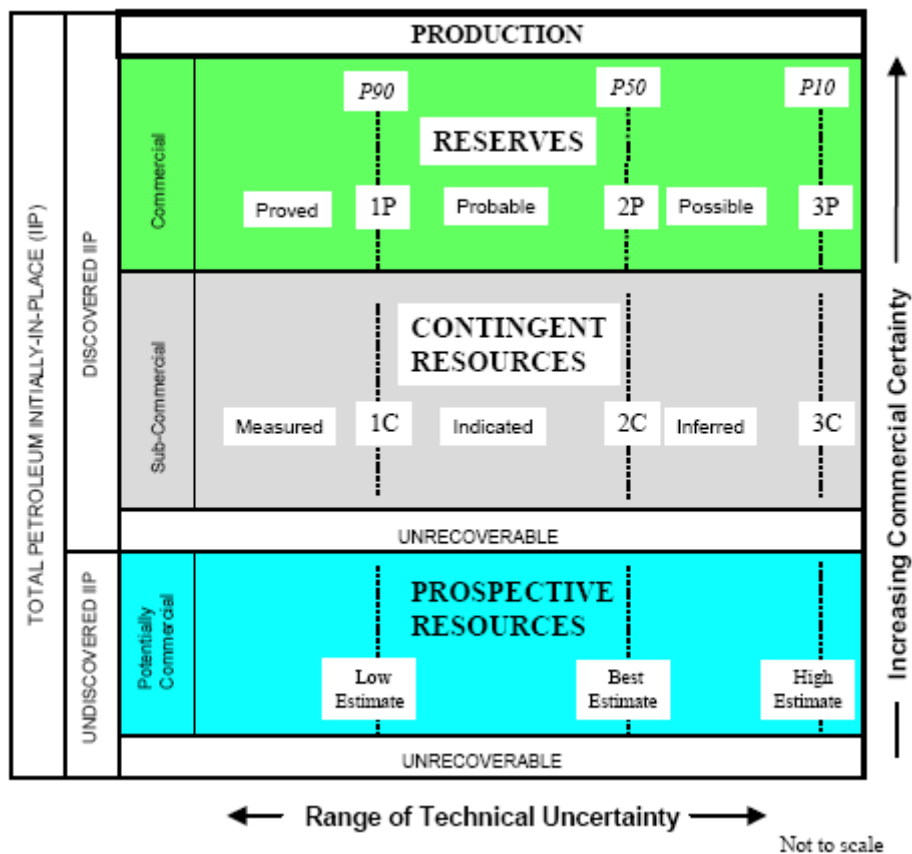 PRODUCTION
TOTAL PETROLEUM INITIALLY-IN-PLACE (IIP)
DISCOVERED IIP
Commercial
P90
P50
P10
RESERVES
Proved
1P
Probable
2P
Possible
3P
Sub-Commercial
CONTINGENT
RESOURCES
Measured
1C
Indicated
2C
Inferred
3C
UNRECOVERABLE
UNDISCOVERED IIP
Potentially
Commercial
PROSPECTIVE
RESOURCES
Low
Estimate
Best
Estimate
High
Estimate
UNRECOVERABLE
Increasing Commercial Certainty
Range of Technical Uncertainty
Not to scale